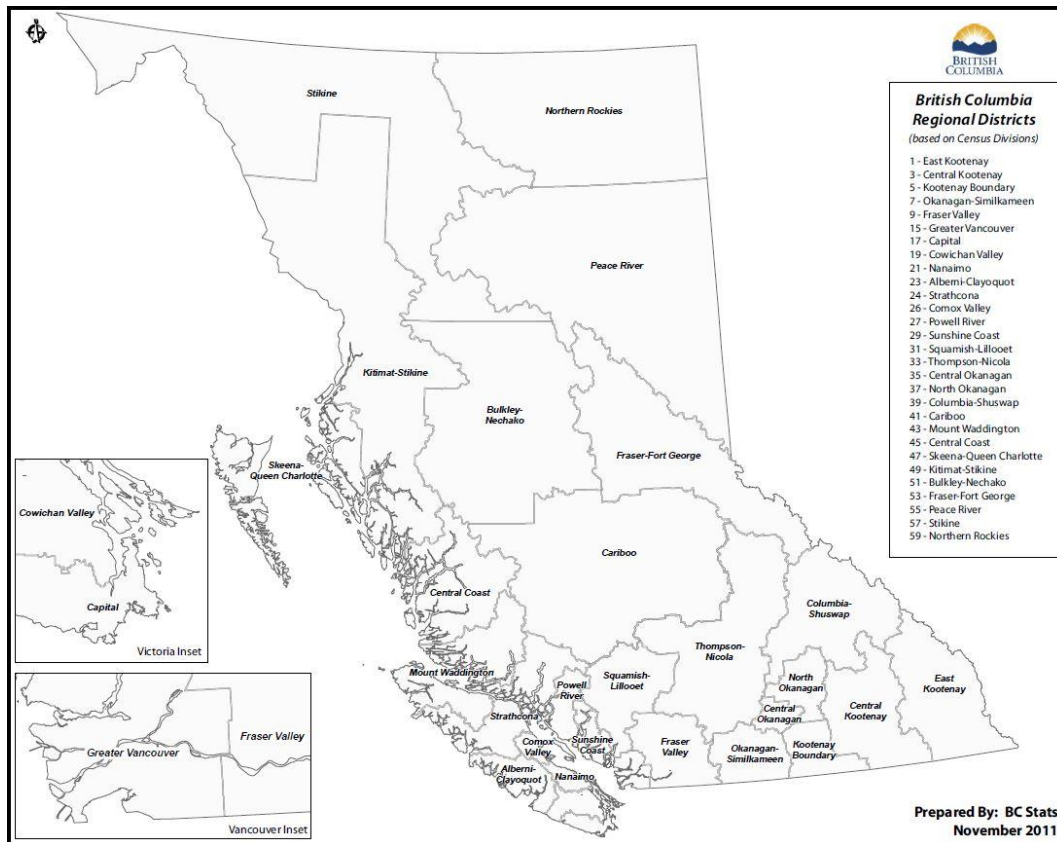 BRITISH
COLUMBIA
British Columbia
Regional Districts
(based on Census Divisions)
1 - East Kootenay
3 - Central Kootenay
5 - Kootenay Boundary
7 - Okanagan-Similkameen
9 - Fraser Valley
15 - Greater Vancouver
17 - Capital
19 - Cowichan Valley
21 - Nanaimo
23 - Alberni-Clayoquot
24 - Strathcona
26 - Comox Valley
27 - Powell River
29 - Sunshine Coast
31 - Squamish-Lillooet
33 - Thompson-Nicola
35 - Central Okanagan
37 - North Okanagan
39 - Columbia-Shuswap
41 - Cariboo
43 - Mount Waddington
45 - Central Coast
47 - Skeena-Queen Charlotte
49 - Kitimat-Stikine
51 - Bulkley-Nechako
53 - Fraser-Fort George
55 - Peace River
57 - Stikine
59 - Northern Rockies
Stikine
Northern Rockies
Peace River
Kitimat-Stikine
Bulkley-
Nechako
Fraser-Fort George
Skeena-
Queen Charlotte
Cariboo
Central Coast
Columbia-
Shuswap
Thompson-
Nicola
Mount Waddington
Squamish-
Lillooet
Powell
River
North
Okanagan
East
Kootenay
Central
Kootenay
Central
Okanagan
Strathcona
Comox
Valley
Sunshine
Coast
Fraser
Valley
Okanagan-
Similkameen
Kootenay
Boundary
Alberni-
Clayoquot
Nanaimo
Cowichan Valley
Capital
Victoria Inset
Greater Vancouver
Fraser Valley
Vancouver Inset
Prepared By: BC Stats
November 2011